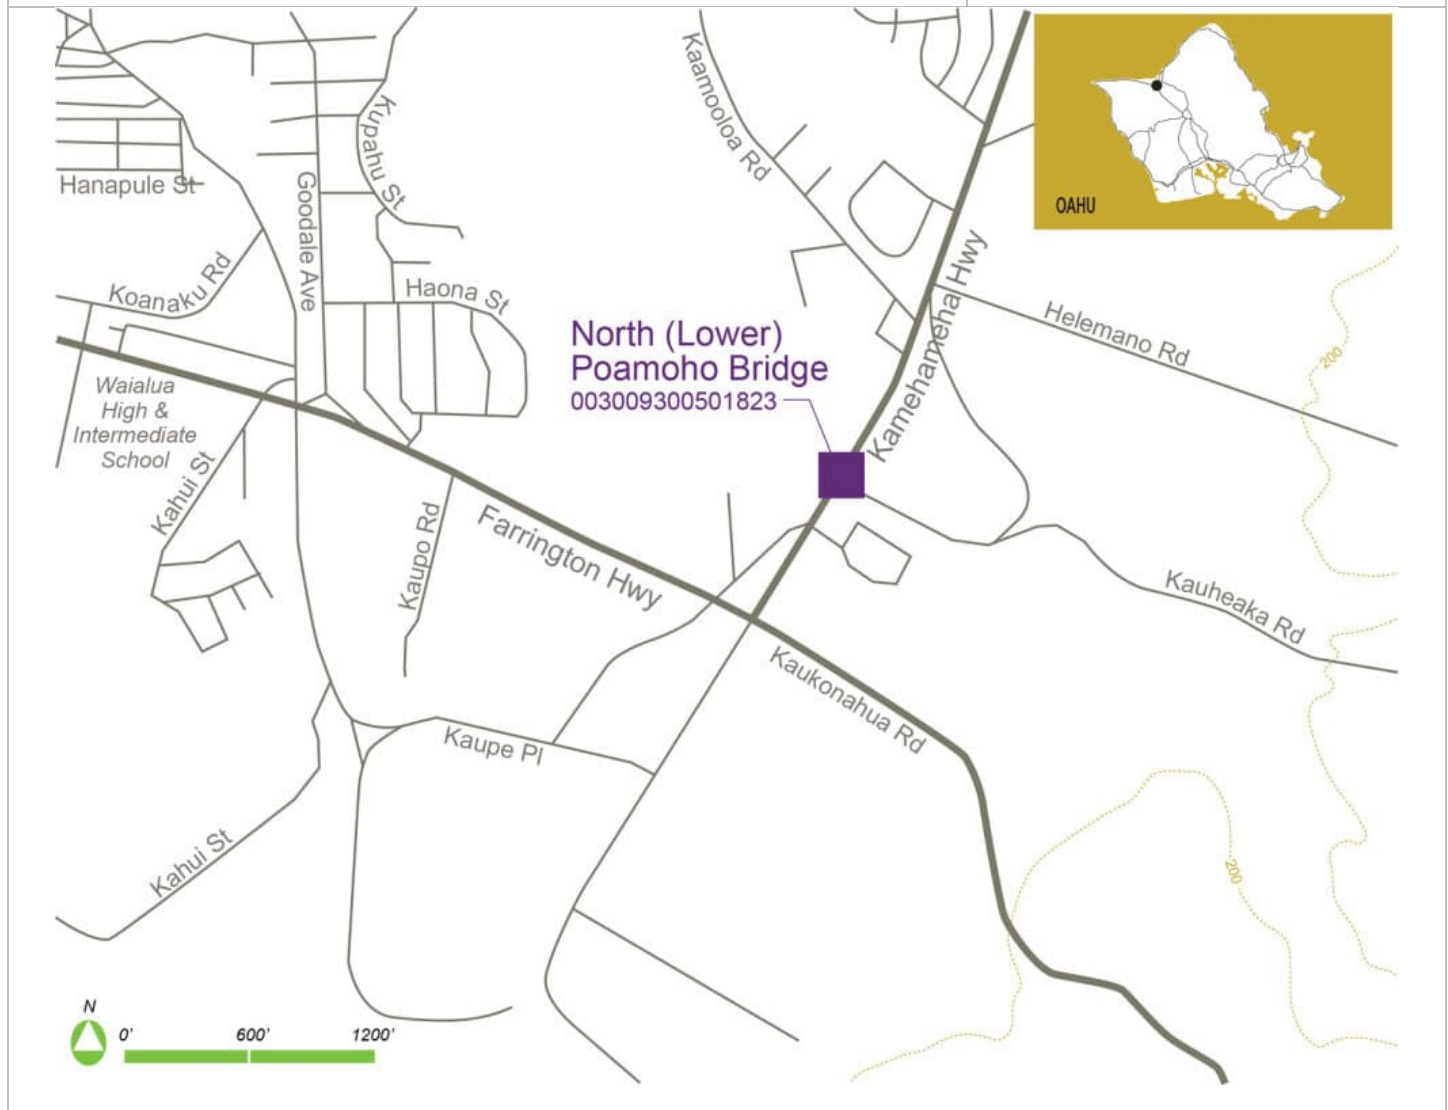 Kaamooloa Rd
OAHU
Kupahu St
Hanapule St
Goodale Ave
Koanaku Rd
Haona St
Kamehameha Hwy
Helemano Rd
200
North (Lower)
Poamoho Bridge
003009300501823
Waialua
High &
Intermediate
School
Kahui St
Kaupo Rd
Farrington Hwy
Kauheaka Rd
Kaukonahua Rd
Kaupe Pl
Kahui St
200
N
0'
600'
1200'